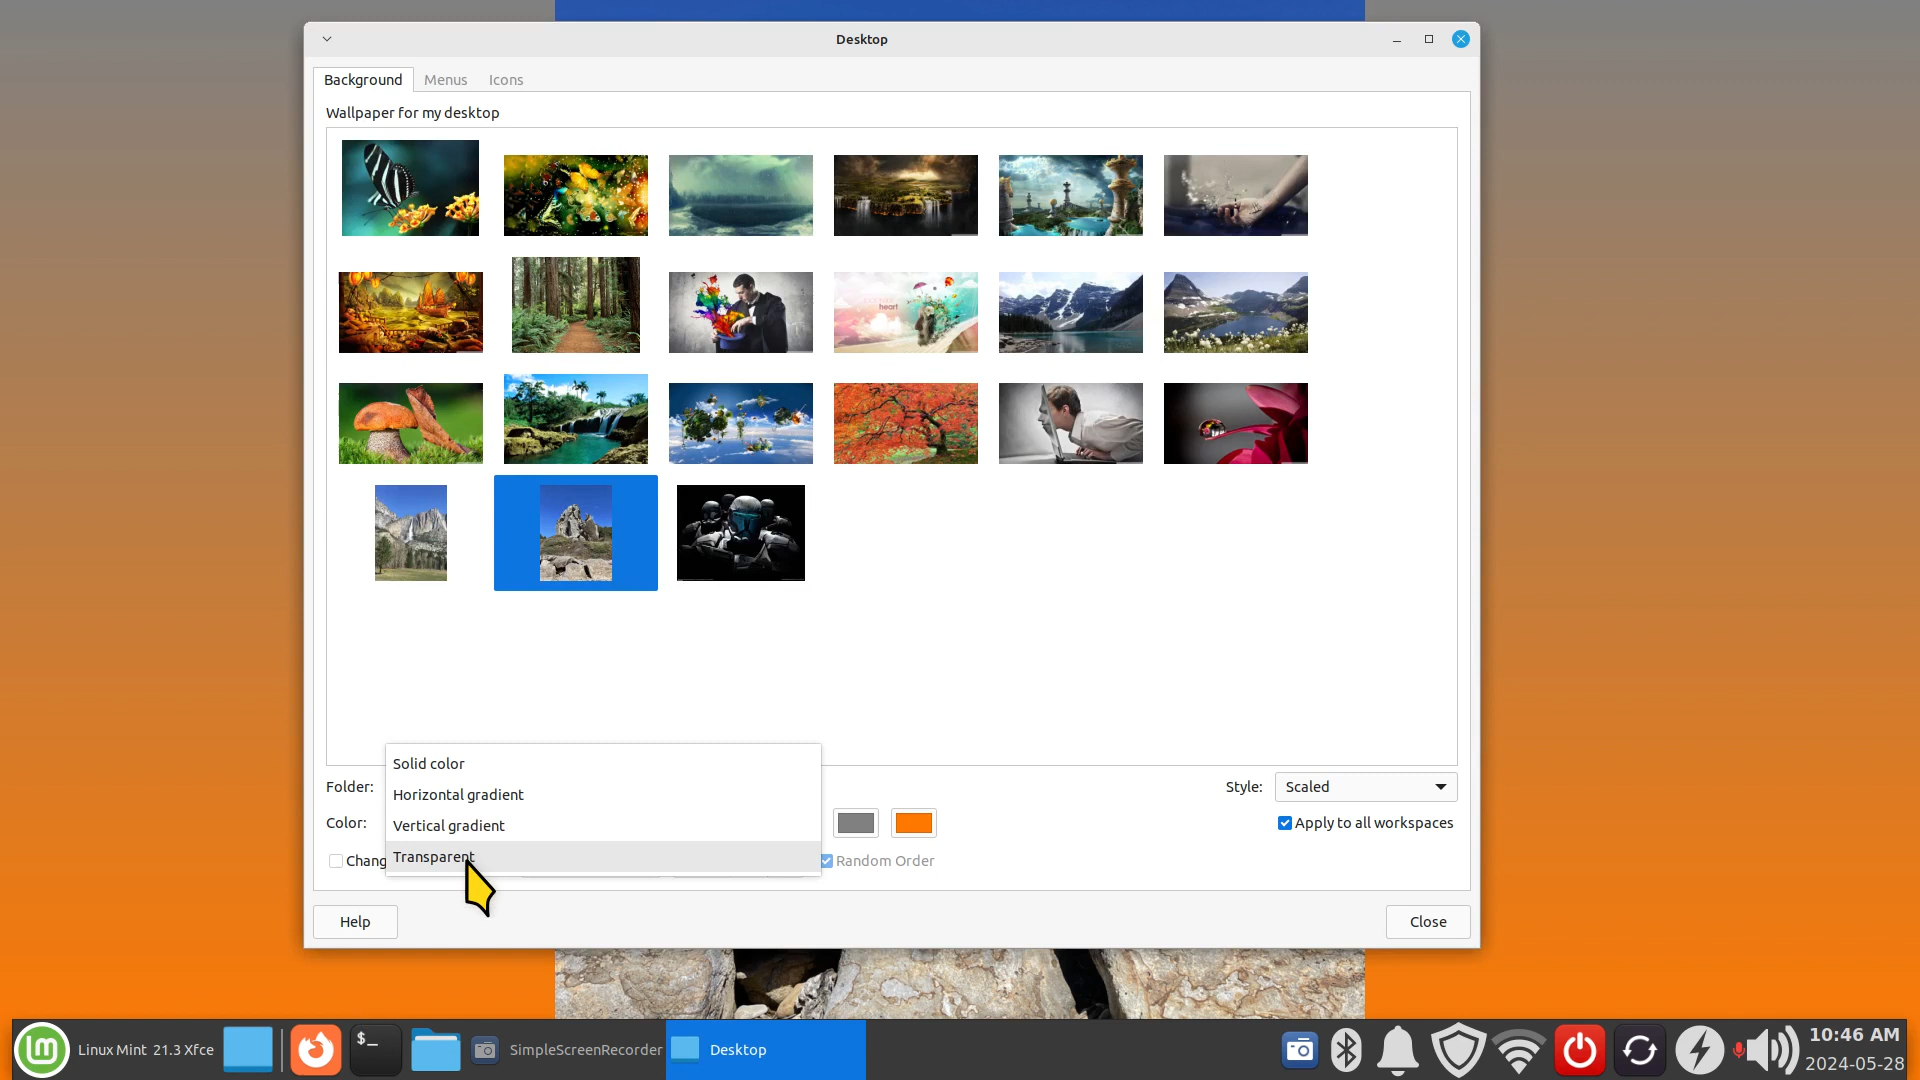 Desktop
Background Menus Icons
Wallpaper for my desktop
heart
Solid color
Folder:
Horizontal gradient
Style: Scaled
Color:
Vertical gradient
Apply to all workspaces
Chang
Transparent
Random Order
Help
Close
Linux Mint 21.3 Xfce
$_
SimpleScreenRecorder
Desktop
10:46 AM
2024-05-28